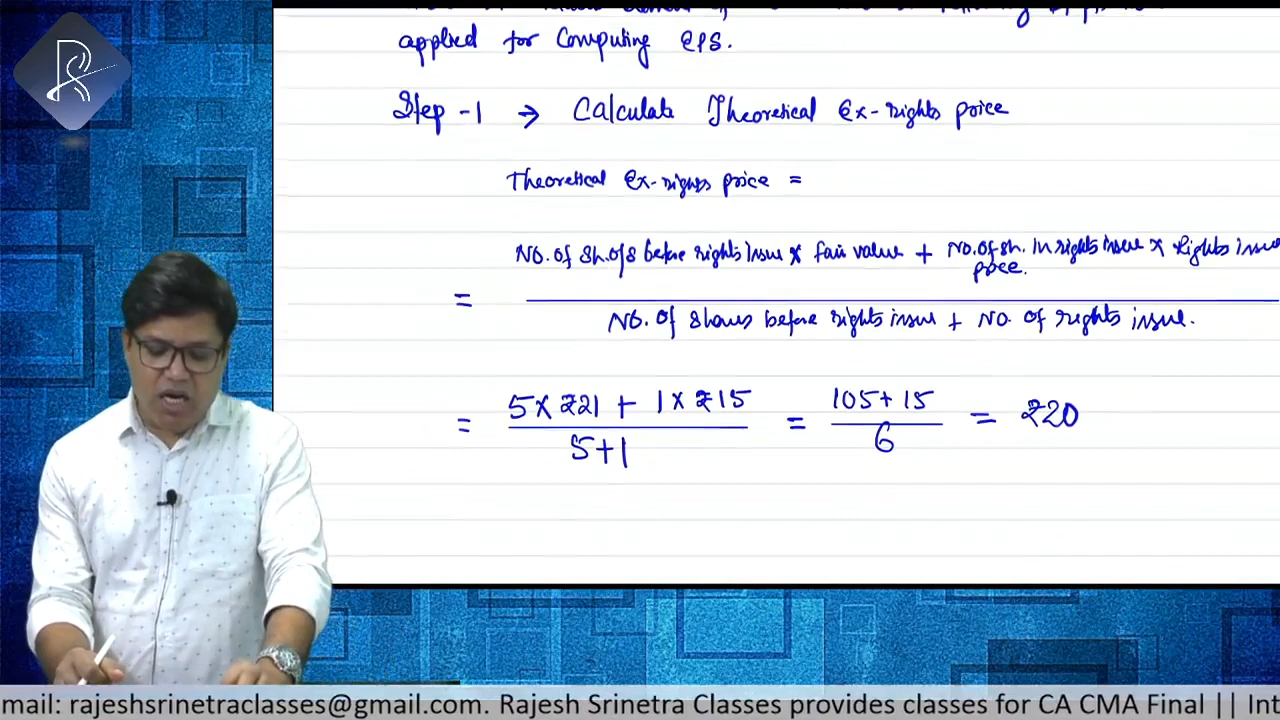 applied for Computing EPS.
Step -1 → Calculate Theoretical Ex-rights price
Theoretical Ex-rights price =
No. of Sh. o/s before rights issue × fair value + No. of sh. in rights issue × Rights issue price.
=
No. of Shares before rights issue + No. of rights issue.
= 5×₹21 + 1×₹15 / 5+1 = 105+15 / 6 = ₹20
mail: rajeshsrinetraclasses@gmail.com. Rajesh Srinetra Classes provides classes for CA CMA Final || Int